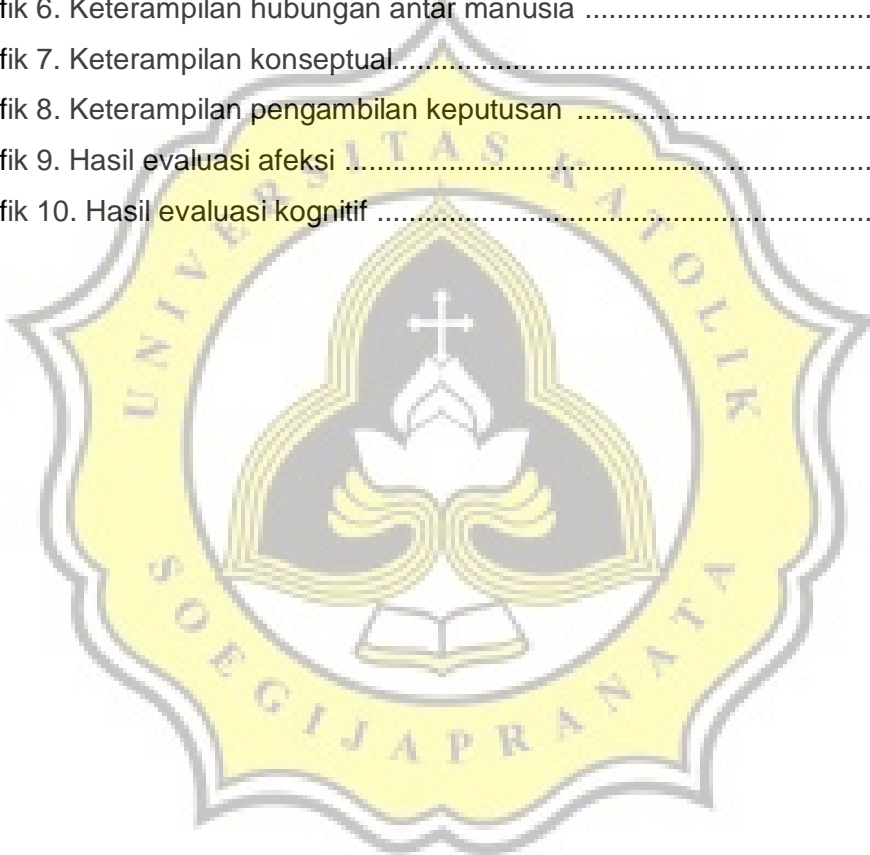 fik 6. Keterampilan hubungan antar manusia ....................................
fik 7. Keterampilan konseptual............................................................
fik 8. Keterampilan pengambilan keputusan .....................................
fik 9. Hasil evaluasi afeksi ..................................................................
fik 10. Hasil evaluasi kognitif ..............................................................
UNIVERSITAS KATOLIK
SOEGIJAPRANATA